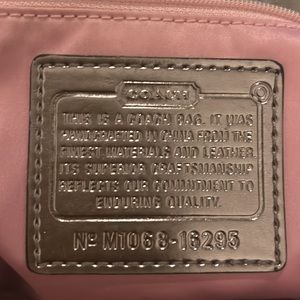 COACH
THIS IS A COACH BAG. IT WAS
HANDCRAFTED IN CHINA FROM THE
FINEST MATERIALS AND LEATHER.
ITS SUPERIOR CRAFTSMANSHIP
REFLECTS OUR COMMITMENT TO
ENDURING QUALITY.
Nº M1068-16295